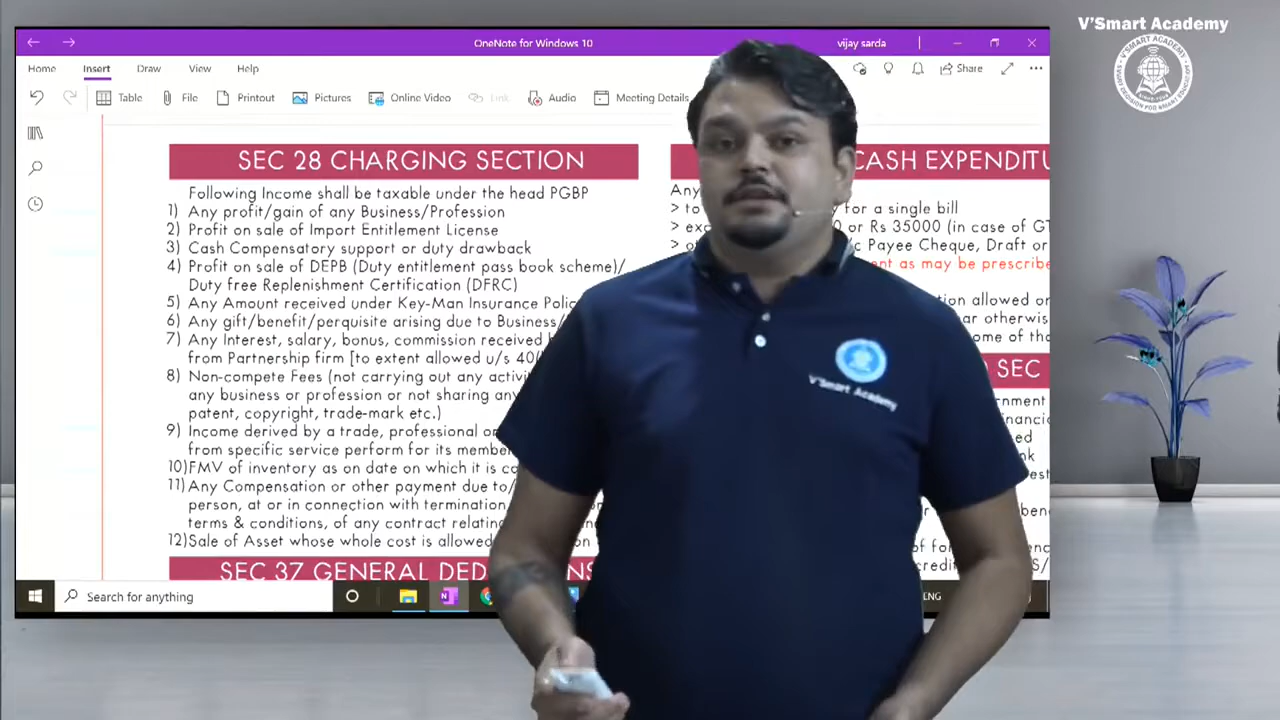 V'Smart Academy
V'SMART ACADEMY
OneNote for Windows 10
vijay sarda
Home
Insert
Draw
View
Help
Share
Table
File
Printout
Pictures
Online Video
Link
Audio
Meeting Details
SEC 28 CHARGING SECTION
Following Income shall be taxable under the head PGBP
1) Any profit/gain of any Business/Profession
2) Profit on sale of Import Entitlement License
3) Cash Compensatory support or duty drawback
4) Profit on sale of DEPB (Duty entitlement pass book scheme)/
Duty free Replenishment Certification (DFRC)
5) Any Amount received under Key-Man Insurance Polic
6) Any gift/benefit/perquisite arising due to Business/
7) Any Interest, salary, bonus, commission received b
from Partnership firm [to extent allowed u/s 40(
8) Non-compete Fees (not carrying out any activi
any business or profession or not sharing any
patent, copyright, trade-mark etc.)
9) Income derived by a trade, professional or
from specific service perform for its membe
10)FMV of inventory as on date on which it is co
11)Any Compensation or other payment due to/
person, at or in connection with termination,
terms & conditions, of any contract relating
12)Sale of Asset whose whole cost is allowed
SEC 37 GENERAL DED NS
CASH EXPENDITU
Any
> to y for a single bill
> exc 0 or Rs 35000 (in case of GT
> o /c Payee Cheque, Draft or
ent as may be prescribe
tion allowed or
ar otherwis
ome of tha
SEC
nment
inanci
ed
nk
est
r bene
of fo ence
credit S/
V'Smart Academy
Search for anything
ENG